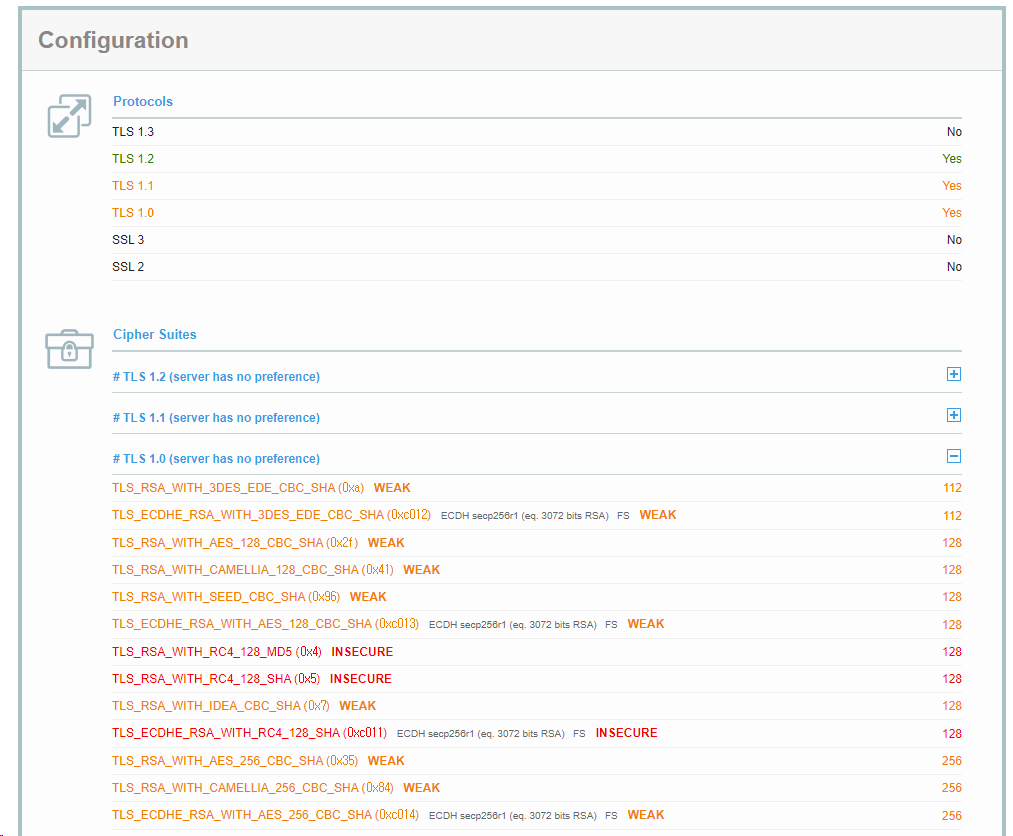 Configuration
Protocols
TLS 1.3 No
TLS 1.2 Yes
TLS 1.1 Yes
TLS 1.0 Yes
SSL 3 No
SSL 2 No
Cipher Suites
# TLS 1.2 (server has no preference)
# TLS 1.1 (server has no preference)
# TLS 1.0 (server has no preference)
TLS_RSA_WITH_3DES_EDE_CBC_SHA (0xa) WEAK 112
TLS_ECDHE_RSA_WITH_3DES_EDE_CBC_SHA (0xc012) ECDH secp256r1 (eq. 3072 bits RSA) FS WEAK 112
TLS_RSA_WITH_AES_128_CBC_SHA (0x2f) WEAK 128
TLS_RSA_WITH_CAMELLIA_128_CBC_SHA (0x41) WEAK 128
TLS_RSA_WITH_SEED_CBC_SHA (0x96) WEAK 128
TLS_ECDHE_RSA_WITH_AES_128_CBC_SHA (0xc013) ECDH secp256r1 (eq. 3072 bits RSA) FS WEAK 128
TLS_RSA_WITH_RC4_128_MD5 (0x4) INSECURE 128
TLS_RSA_WITH_RC4_128_SHA (0x5) INSECURE 128
TLS_RSA_WITH_IDEA_CBC_SHA (0x7) WEAK 128
TLS_ECDHE_RSA_WITH_RC4_128_SHA (0xc011) ECDH secp256r1 (eq. 3072 bits RSA) FS INSECURE 128
TLS_RSA_WITH_AES_256_CBC_SHA (0x35) WEAK 256
TLS_RSA_WITH_CAMELLIA_256_CBC_SHA (0x84) WEAK 256
TLS_ECDHE_RSA_WITH_AES_256_CBC_SHA (0xc014) ECDH secp256r1 (eq. 3072 bits RSA) FS WEAK 256